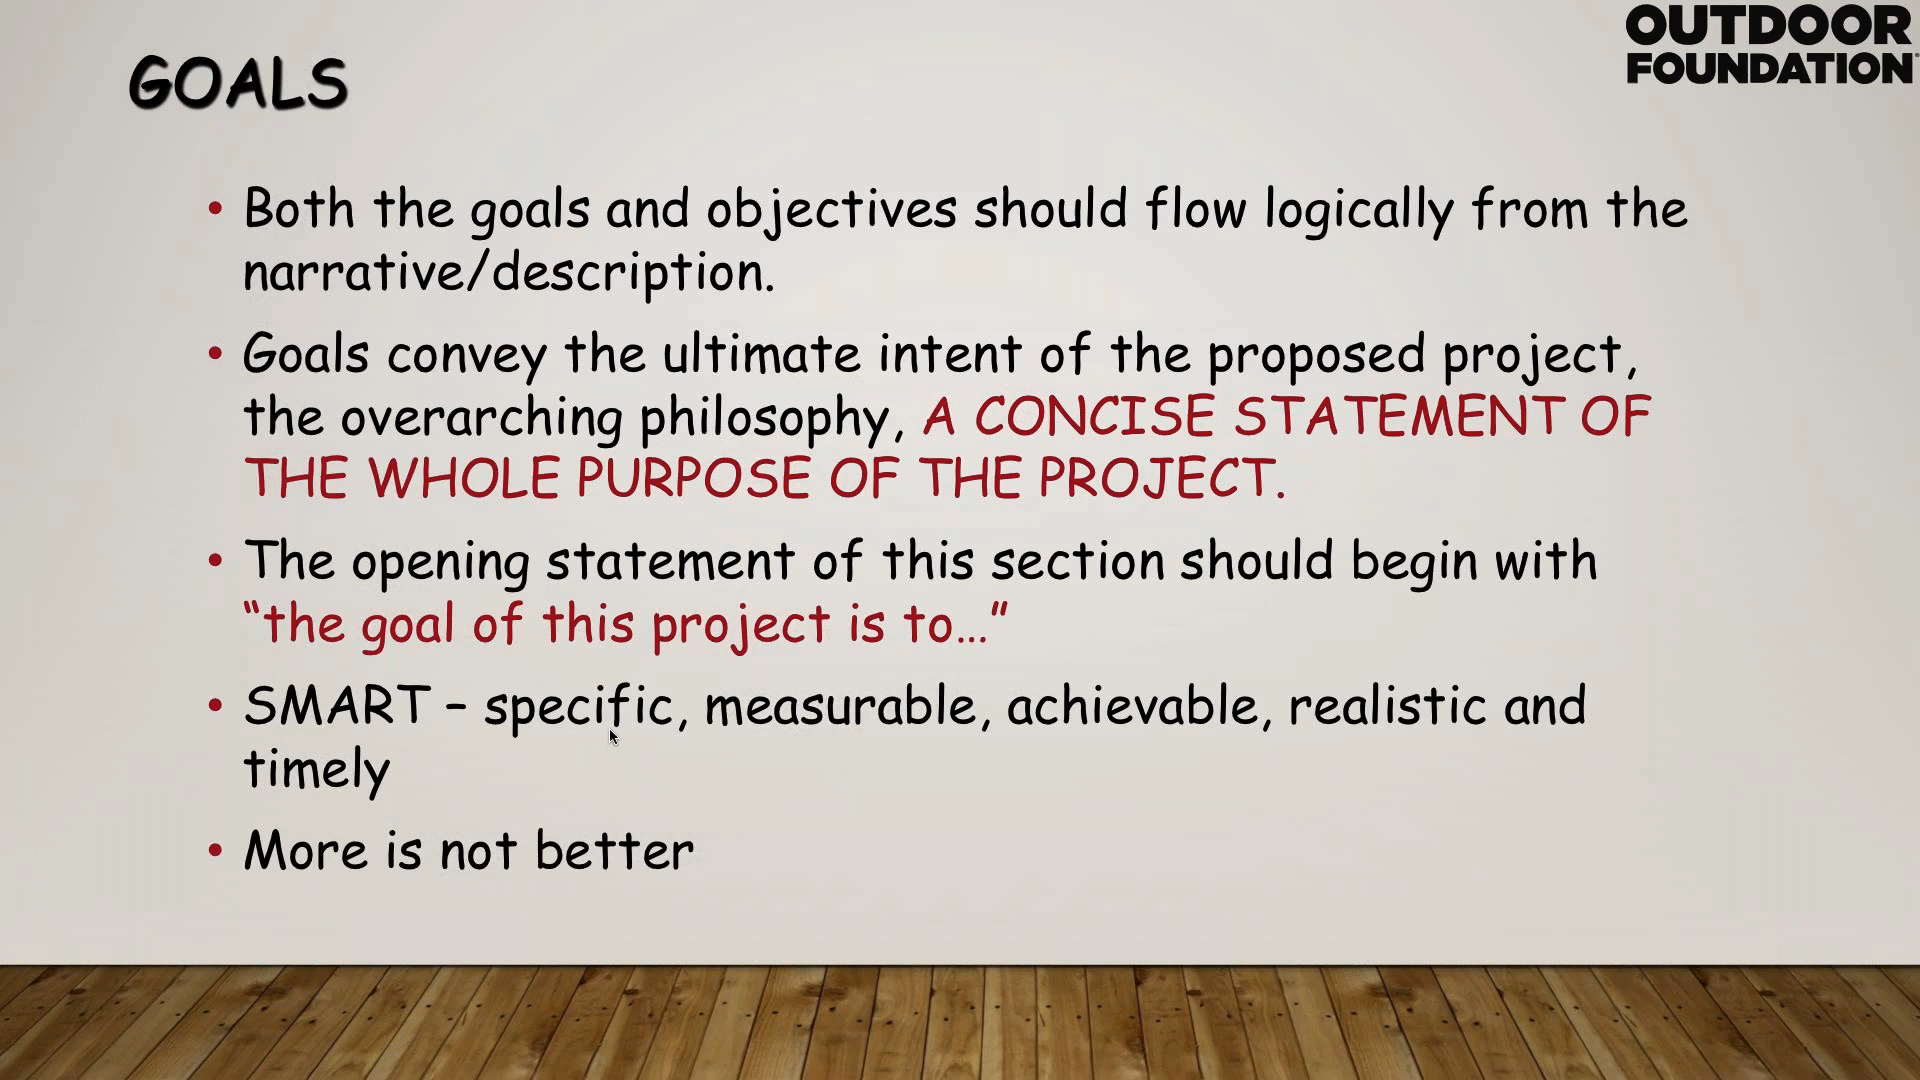 OUTDOOR
FOUNDATION
GOALS
• Both the goals and objectives should flow logically from the
narrative/description.
• Goals convey the ultimate intent of the proposed project,
the overarching philosophy, A CONCISE STATEMENT OF
THE WHOLE PURPOSE OF THE PROJECT.
• The opening statement of this section should begin with
“the goal of this project is to…”
• SMART – specific, measurable, achievable, realistic and
timely
• More is not better